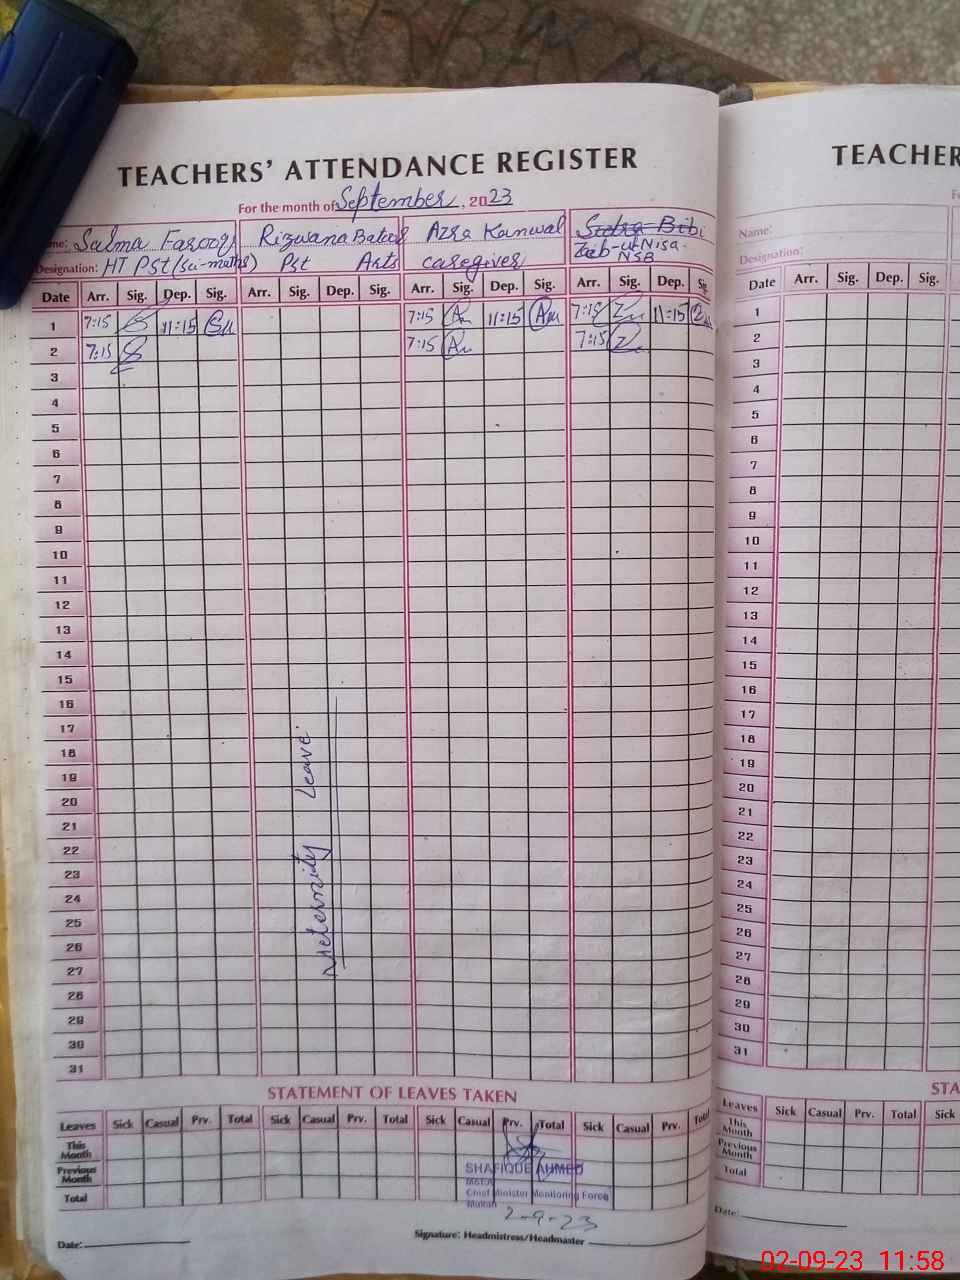 TEACHERS' ATTENDANCE REGISTER
For the month of September, 2023
Name: Salma Farooq Rizwana Batool Azra Kanwal Sidra Bibi
Zaib-ut-Nisa.
Designation: HT PST (sci-maths) Pst Arts caregiver NSB
Date Arr. Sig. Dep. Sig. Arr. Sig. Dep. Sig. Arr. Sig. Dep. Sig. Arr. Sig. Dep. Sig.
1 7:15 11:15 7:15 11:15 7:15 11:15
2 7:15 7:15 7:15
3
4
5
6
7
8
9
10
11
12
13
14
15
16
17
18
19
20
21
22
23
24
25
26
27
28
29
30
31
Meternity Leave.
STATEMENT OF LEAVES TAKEN
Leaves Sick Casual Prv. Total Sick Casual Prv. Total Sick Casual Prv. Total Sick Casual Prv. Total
This Month
Previous Month
Total
SHAFIQUE AHMED
Chief Minister Monitoring Force
Multan
2-9-23
Date: Signature: Headmistress/Headmaster
TEACHER
Name:
Designation:
Date Arr. Sig. Dep. Sig.
1
2
3
4
5
6
7
8
9
10
11
12
13
14
15
16
17
18
19
20
21
22
23
24
25
26
27
28
29
30
31
STA
Leaves Sick Casual Prv. Total Sick
This Month
Previous Month
Total
Date:
02-09-23 11:58